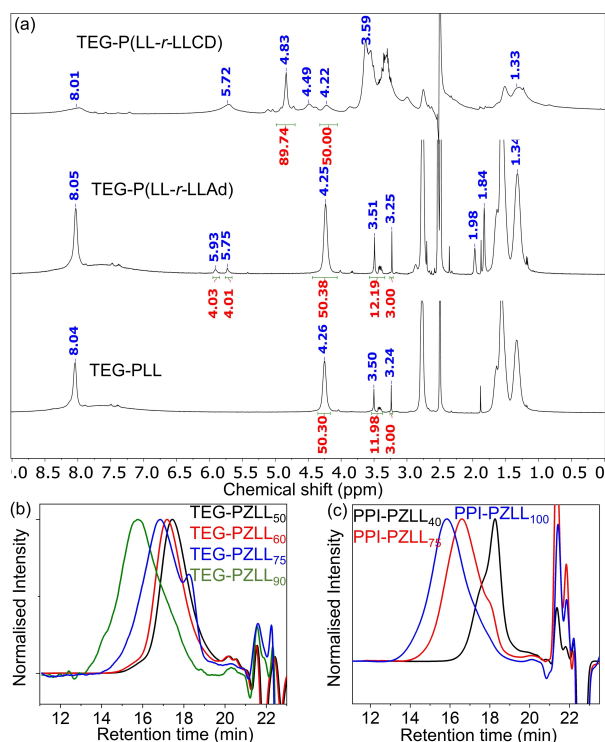 (a)
TEG-P(LL-r-LLCD)
8.01
5.72
4.83
4.49
4.22
3.59
1.33
89.74
50.00
TEG-P(LL-r-LLAd)
8.05
5.93
5.75
4.25
3.51
3.25
1.98
1.84
1.34
4.03
4.01
50.38
12.19
3.00
TEG-PLL
8.04
4.26
3.50
3.24
50.30
11.98
3.00
9.0 8.5 8.0 7.5 7.0 6.5 6.0 5.5 5.0 4.5 4.0 3.5 3.0 2.5 2.0 1.5 1.0 0.5 0.0
Chemical shift (ppm)
(b)
TEG-PZLL50
TEG-PZLL60
TEG-PZLL75
TEG-PZLL90
Normalised Intensity
12 14 16 18 20 22
Retention time (min)
(c)
PPI-PZLL40
PPI-PZLL100
PPI-PZLL75
Normalised Intensity
12 14 16 18 20 22
Retention time (min)